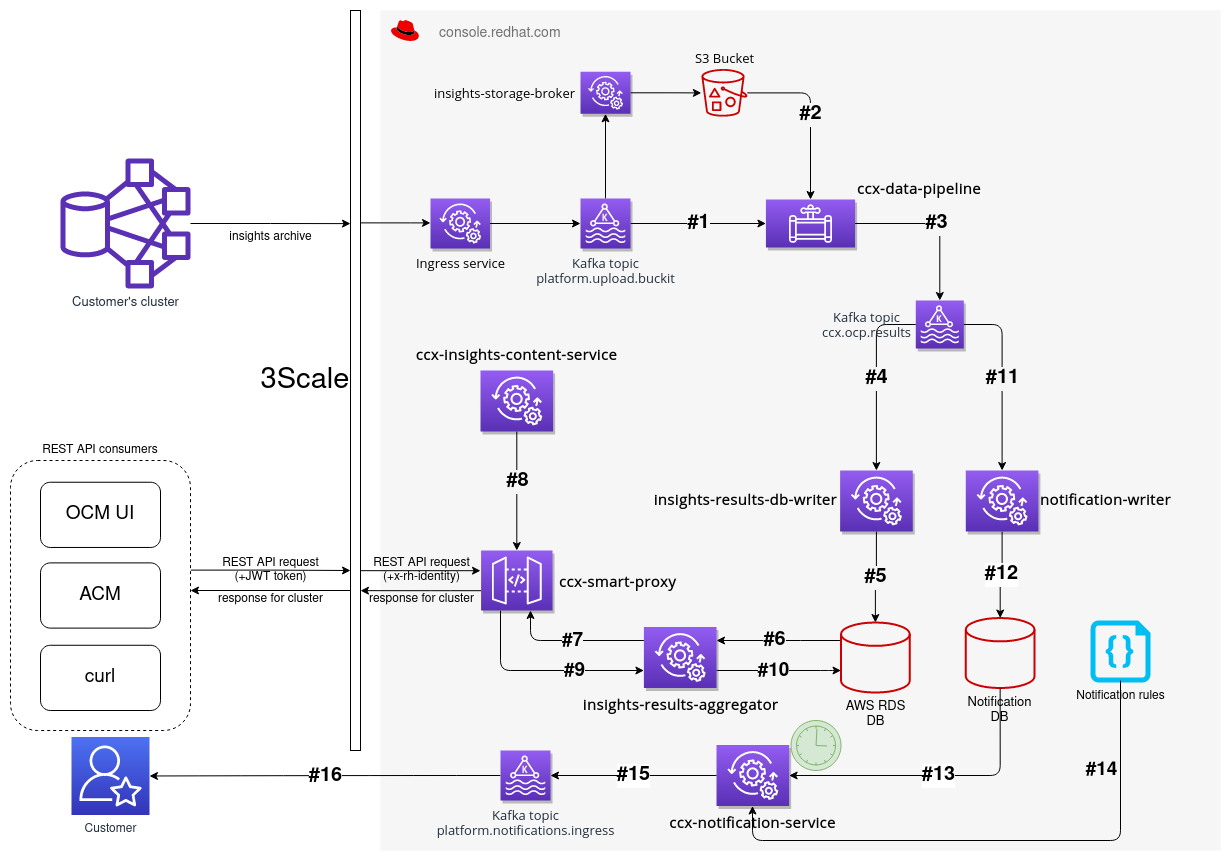 console.redhat.com
S3 Bucket
insights-storage-broker
#2
ccx-data-pipeline
#1
#3
insights archive
Ingress service
Kafka topic
platform.upload.buckit
Customer's cluster
Kafka topic
ccx.ocp.results
ccx-insights-content-service
3Scale
#4
#11
REST API consumers
#8
OCM UI
insights-results-db-writer
notification-writer
REST API request
(+JWT token)
response for cluster
REST API request
(+x-rh-identity)
response for cluster
ccx-smart-proxy
#5
#12
ACM
#7
#6
#9
#10
curl
insights-results-aggregator
AWS RDS
DB
Notification
DB
Notification rules
#16
#15
#13
#14
Customer
Kafka topic
platform.notifications.ingress
ccx-notification-service